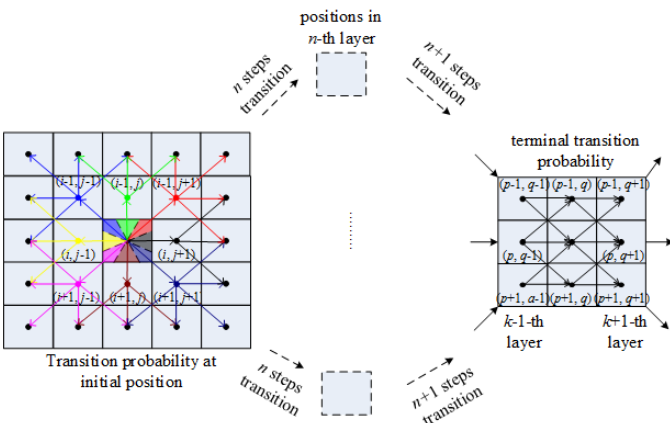 positions in
n-th layer
n steps
transition
n+1 steps
transition
terminal transition
probability
(i-1, j-1)
(i-1, j)
(i-1, j+1)
(p-1, q-1)
(p-1, q)
(p-1, q+1)
(i, j-1)
(i, j+1)
(p, q-1)
(p, q+1)
(i+1, j-1)
(i+1, j)
(i+1, j+1)
(p+1, q-1)
(p+1, q)
(p+1, q+1)
k-1-th
layer
k+1-th
layer
Transition probability at
initial position
n steps
transition
n+1 steps
transition